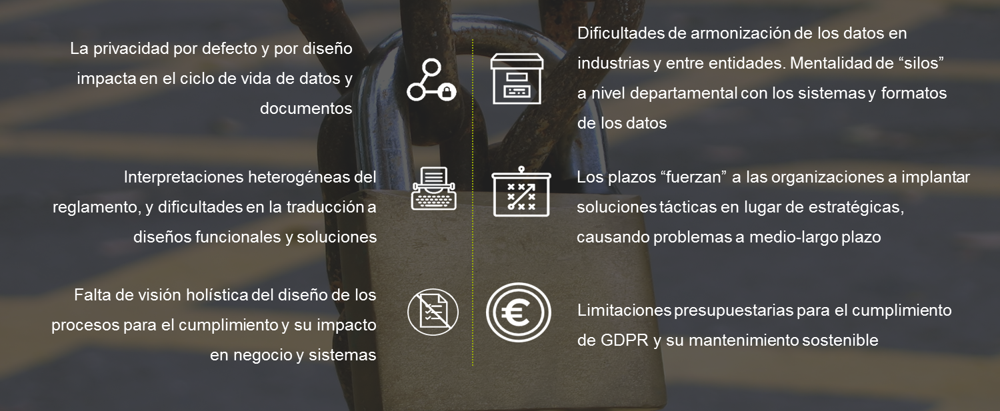 La privacidad por defecto y por diseño
impacta en el ciclo de vida de datos y
documentos
Dificultades de armonización de los datos en
industrias y entre entidades. Mentalidad de “silos”
a nivel departamental con los sistemas y formatos
de los datos
Interpretaciones heterogéneas del
reglamento, y dificultades en la traducción a
diseños funcionales y soluciones
Los plazos “fuerzan” a las organizaciones a implantar
soluciones tácticas en lugar de estratégicas,
causando problemas a medio-largo plazo
Falta de visión holística del diseño de los
procesos para el cumplimiento y su impacto
en negocio y sistemas
Limitaciones presupuestarias para el cumplimiento
de GDPR y su mantenimiento sostenible